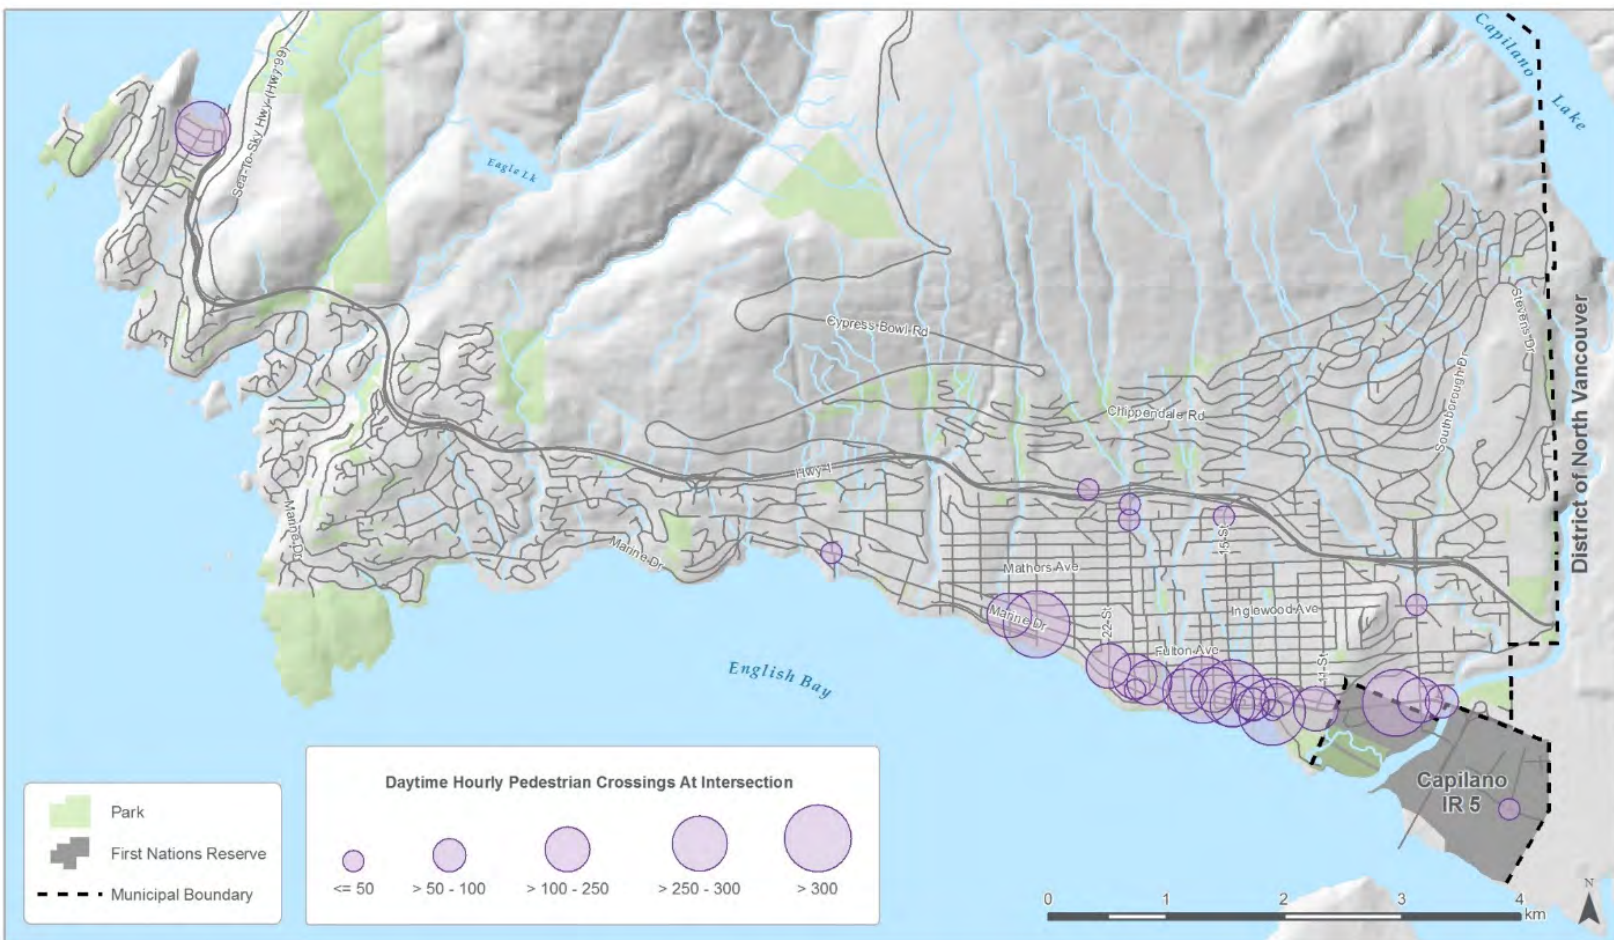 Capilano
Lake
Sea-To-Sky Hwy (Hwy 99)
Eagle Lk
Stevens Dr
District of North Vancouver
Cypress Bowl Rd
Southborough Dr
Chippendale Rd
Hwy 1
Marine Dr
15 St
Marine Dr
Mathers Ave
Inglewood Ave
Marine Dr
22 St
Fulton Ave
11 St
English Bay
Capilano
IR 5
Park
First Nations Reserve
Municipal Boundary
Daytime Hourly Pedestrian Crossings At Intersection
<= 50
> 50 - 100
> 100 - 250
> 250 - 300
> 300
0
1
2
3
4
km
N